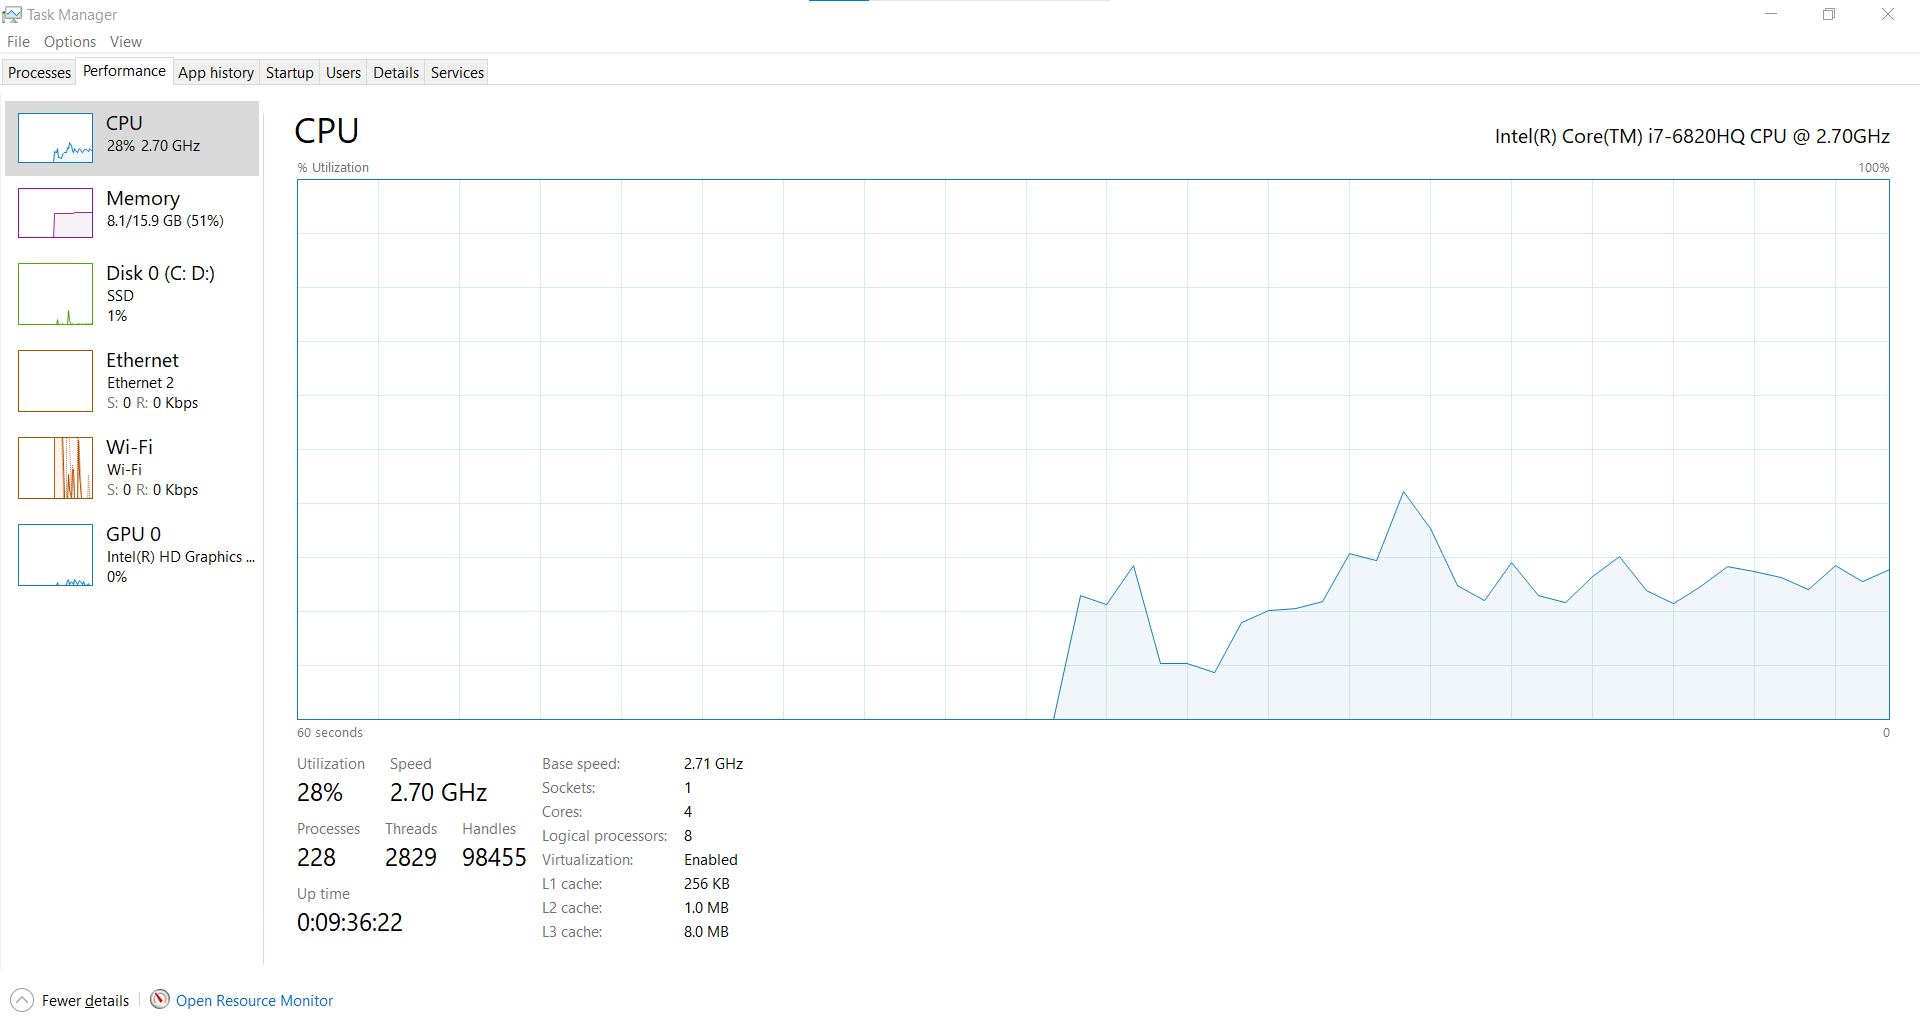 Task Manager
File Options View
Processes Performance App history Startup Users Details Services
CPU
28% 2.70 GHz
Memory
8.1/15.9 GB (51%)
Disk 0 (C: D:)
SSD
1%
Ethernet
Ethernet 2
S: 0 R: 0 Kbps
Wi-Fi
Wi-Fi
S: 0 R: 0 Kbps
GPU 0
Intel(R) HD Graphics ...
0%
CPU
Intel(R) Core(TM) i7-6820HQ CPU @ 2.70GHz
% Utilization 100%
60 seconds 0
Utilization Speed
28% 2.70 GHz
Processes Threads Handles
228 2829 98455
Up time
0:09:36:22
Base speed: 2.71 GHz
Sockets: 1
Cores: 4
Logical processors: 8
Virtualization: Enabled
L1 cache: 256 KB
L2 cache: 1.0 MB
L3 cache: 8.0 MB
Fewer details Open Resource Monitor